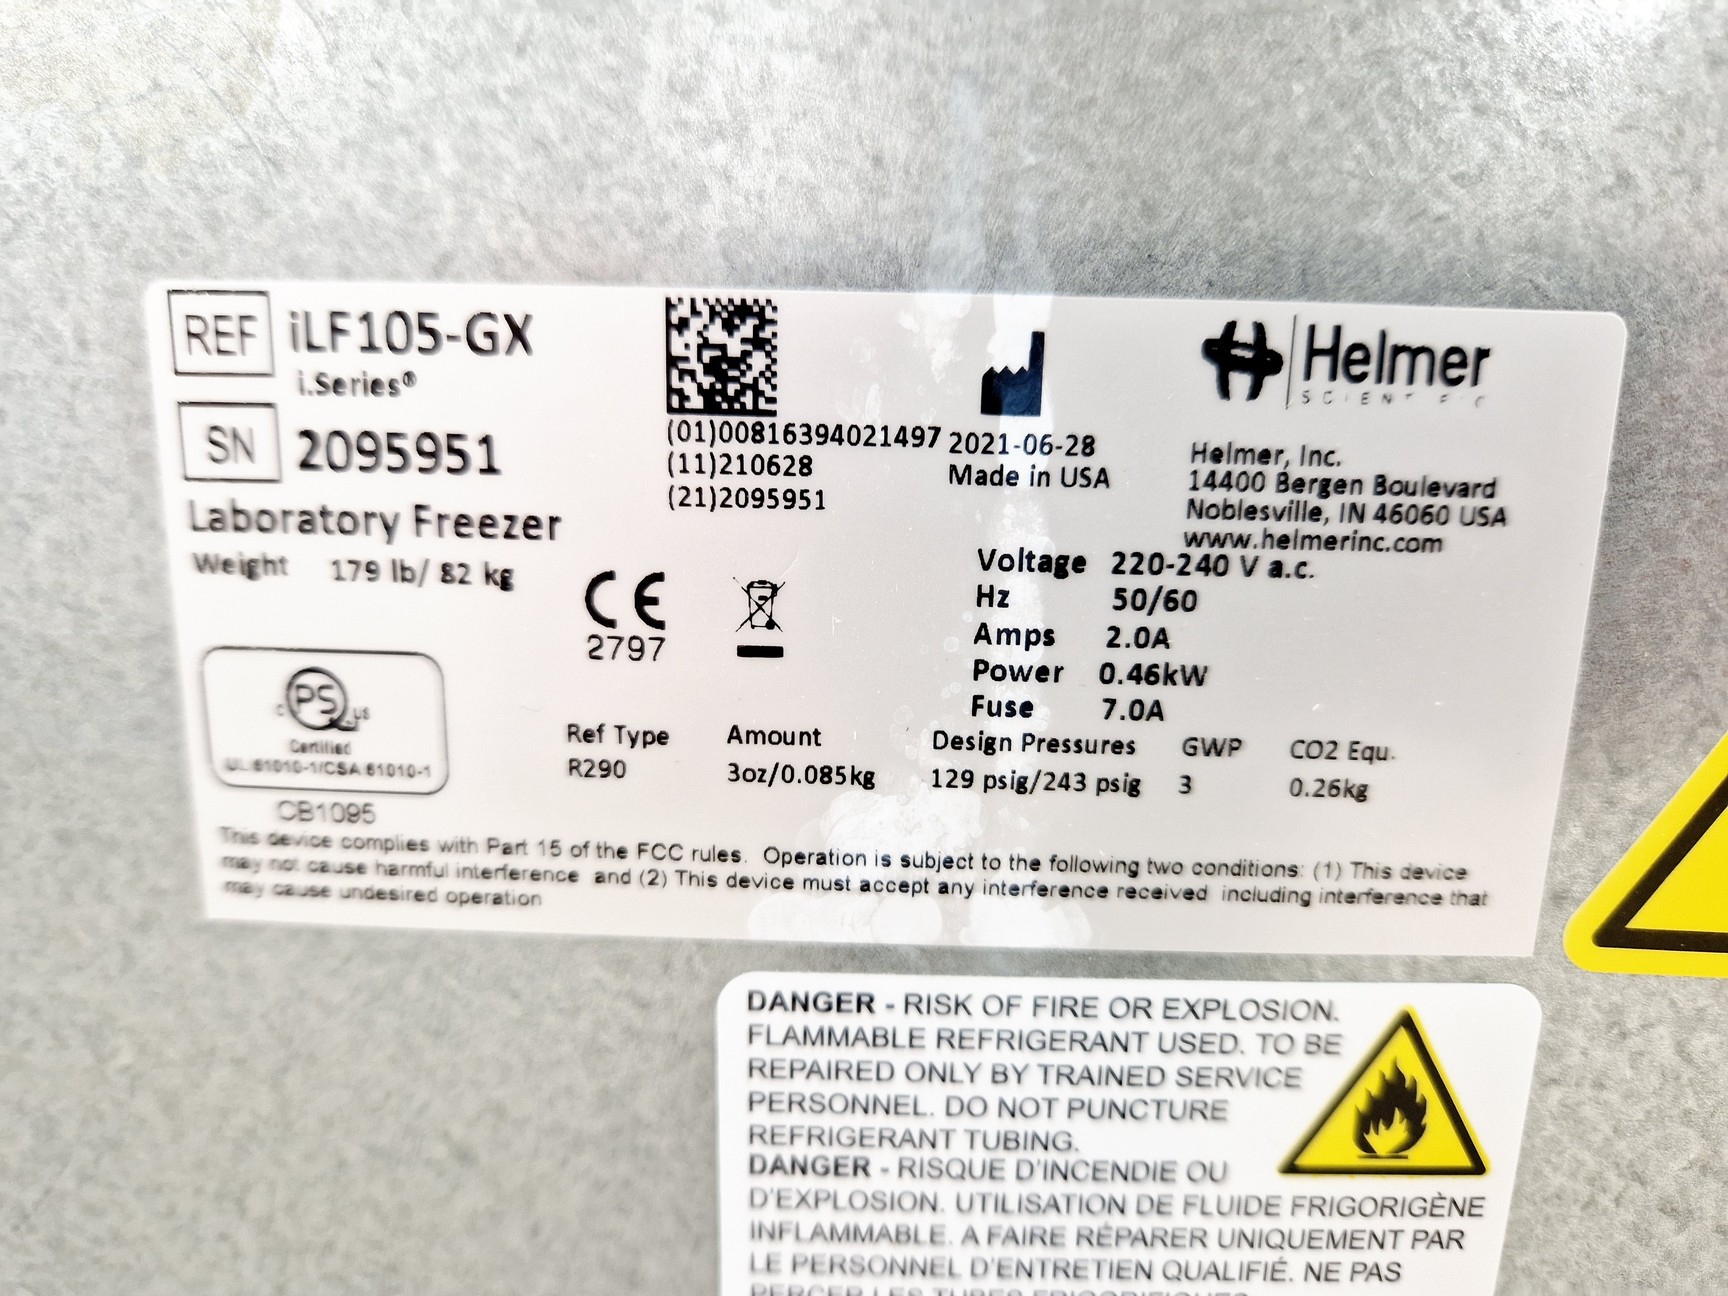 REF iLF105-GX
i.Series®
SN 2095951
Laboratory Freezer
Weight 179 lb/ 82 kg
(01)00816394021497
(11)210628
(21)2095951
2021-06-28
Made in USA
Helmer
SCIENTIFIC
Helmer, Inc.
14400 Bergen Boulevard
Noblesville, IN 46060 USA
www.helmerinc.com
CE
2797
Voltage 220-240 V a.c.
Hz 50/60
Amps 2.0A
Power 0.46kW
Fuse 7.0A
c PS us
Certified
UL 61010-1/CSA 61010-1
CB1095
Ref Type Amount Design Pressures GWP CO2 Equ.
R290 3oz/0.085kg 129 psig/243 psig 3 0.26kg
This device complies with Part 15 of the FCC rules. Operation is subject to the following two conditions: (1) This device
may not cause harmful interference and (2) This device must accept any interference received including interference that
may cause undesired operation
DANGER - RISK OF FIRE OR EXPLOSION.
FLAMMABLE REFRIGERANT USED. TO BE
REPAIRED ONLY BY TRAINED SERVICE
PERSONNEL. DO NOT PUNCTURE
REFRIGERANT TUBING.
DANGER - RISQUE D'INCENDIE OU
D'EXPLOSION. UTILISATION DE FLUIDE FRIGORIGÈNE
INFLAMMABLE. A FAIRE RÉPARER UNIQUEMENT PAR
LE PERSONNEL D'ENTRETIEN QUALIFIÉ. NE PAS
PERCER LES TUBES FRIGORIFIQUES